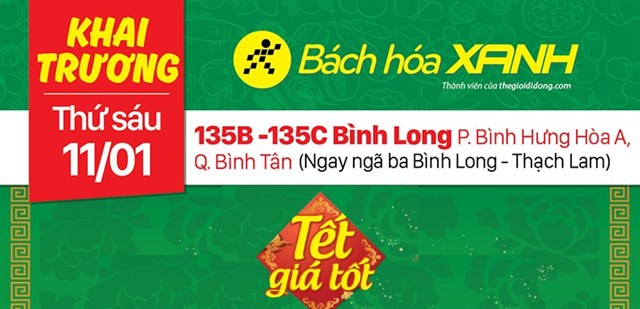 KHAI
TRƯƠNG
Thứ sáu
11/01
Bách hóa XANH
Thành viên của thegioididong.com
135B -135C Bình Long P. Bình Hưng Hòa A,
Q. Bình Tân (Ngay ngã ba Bình Long - Thạch Lam)
Tết
giá tốt